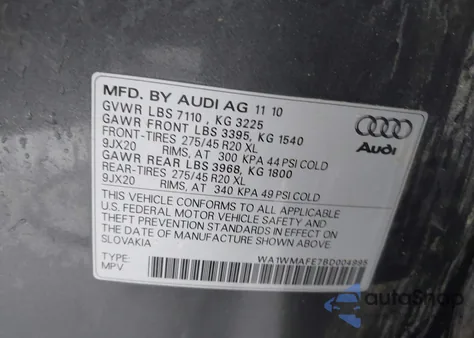 MFD. BY AUDI AG 11 10
GVWR LBS 7110 , KG 3225
GAWR FRONT LBS 3395, KG 1540
FRONT-TIRES 275/45 R20 XL
9JX20 RIMS, AT 300 KPA 44 PSI COLD
GAWR REAR LBS 3968, KG 1800
REAR-TIRES 275/45 R20 XL
9JX20 RIMS, AT 340 KPA 49 PSI COLD
THIS VEHICLE CONFORMS TO ALL APPLICABLE
U.S. FEDERAL MOTOR VEHICLE SAFETY AND
THEFT PREVENTION STANDARDS IN EFFECT ON
THE DATE OF MANUFACTURE SHOWN ABOVE.
SLOVAKIA
WA1WMAFE7BD004995
TYPE:
MPV
Audi
autoShop